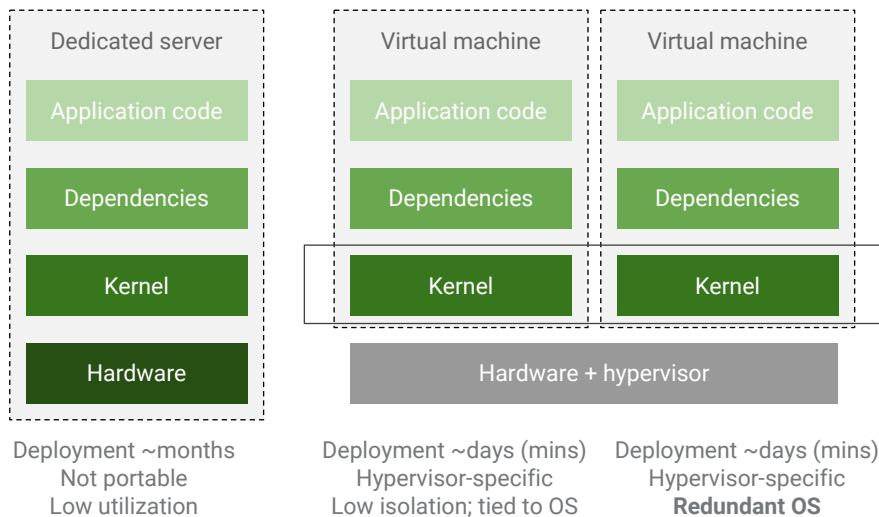 Dedicated server
Application code
Dependencies
Kernel
Hardware
Deployment ~months
Not portable
Low utilization
Virtual machine
Application code
Dependencies
Kernel
Virtual machine
Application code
Dependencies
Kernel
Hardware + hypervisor
Deployment ~days (mins)
Hypervisor-specific
Low isolation; tied to OS
Deployment ~days (mins)
Hypervisor-specific
Redundant OS